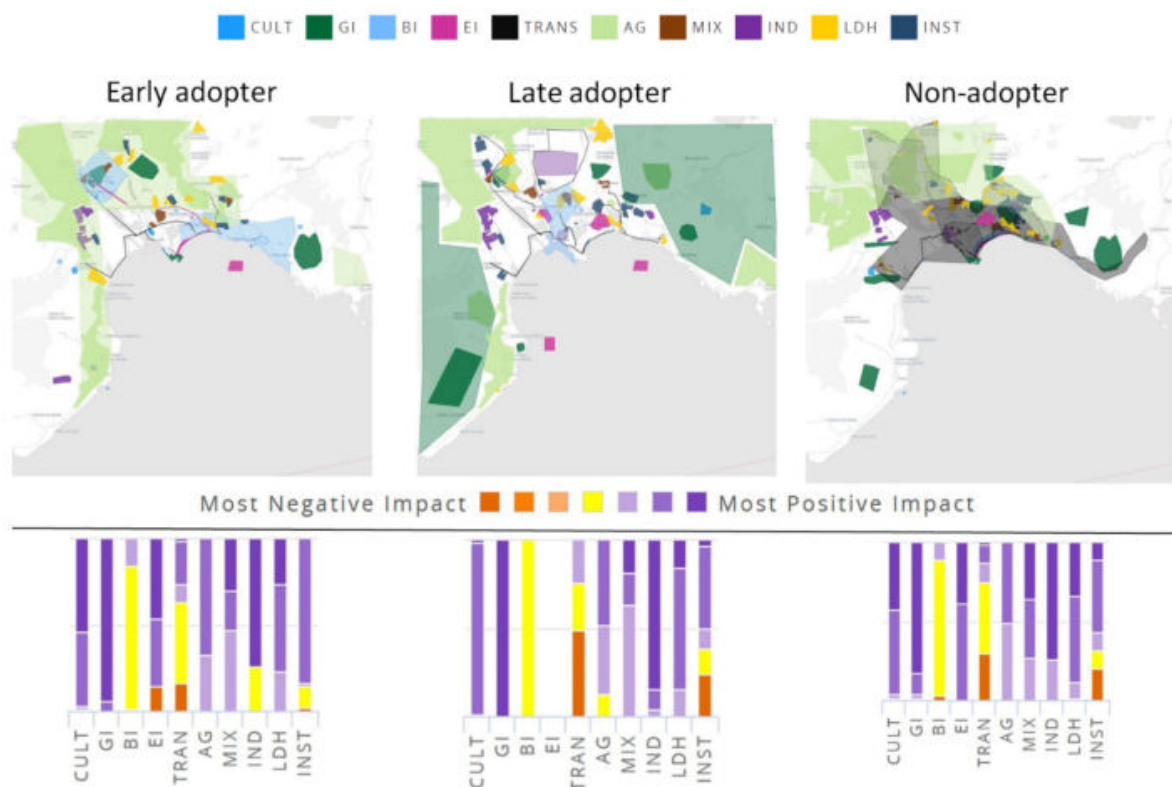 CULT GI BI EI TRANS AG MIX IND LDH INST
Early adopter Late adopter Non-adopter
Most Negative Impact Most Positive Impact
CULT GI BI EI TRAN AG MIX IND LDH INST
CULT GI BI EI TRAN AG MIX IND LDH INST
CULT GI BI EI TRAN AG MIX IND LDH INST